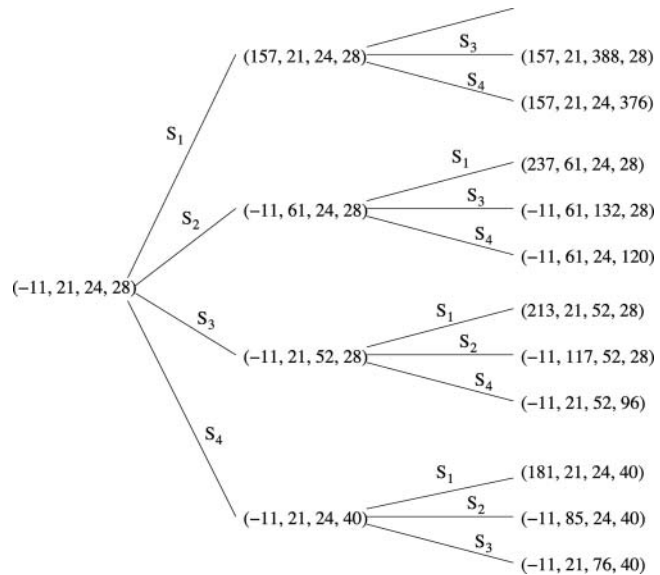 (157, 21, 24, 28)
S3
(157, 21, 388, 28)
S4
(157, 21, 24, 376)
S1
S1
(237, 61, 24, 28)
S2
(-11, 61, 24, 28)
S3
(-11, 61, 132, 28)
S4
(-11, 61, 24, 120)
(-11, 21, 24, 28)
S3
S1
(213, 21, 52, 28)
(-11, 21, 52, 28)
S2
(-11, 117, 52, 28)
S4
(-11, 21, 52, 96)
S4
S1
(181, 21, 24, 40)
(-11, 21, 24, 40)
S2
(-11, 85, 24, 40)
S3
(-11, 21, 76, 40)